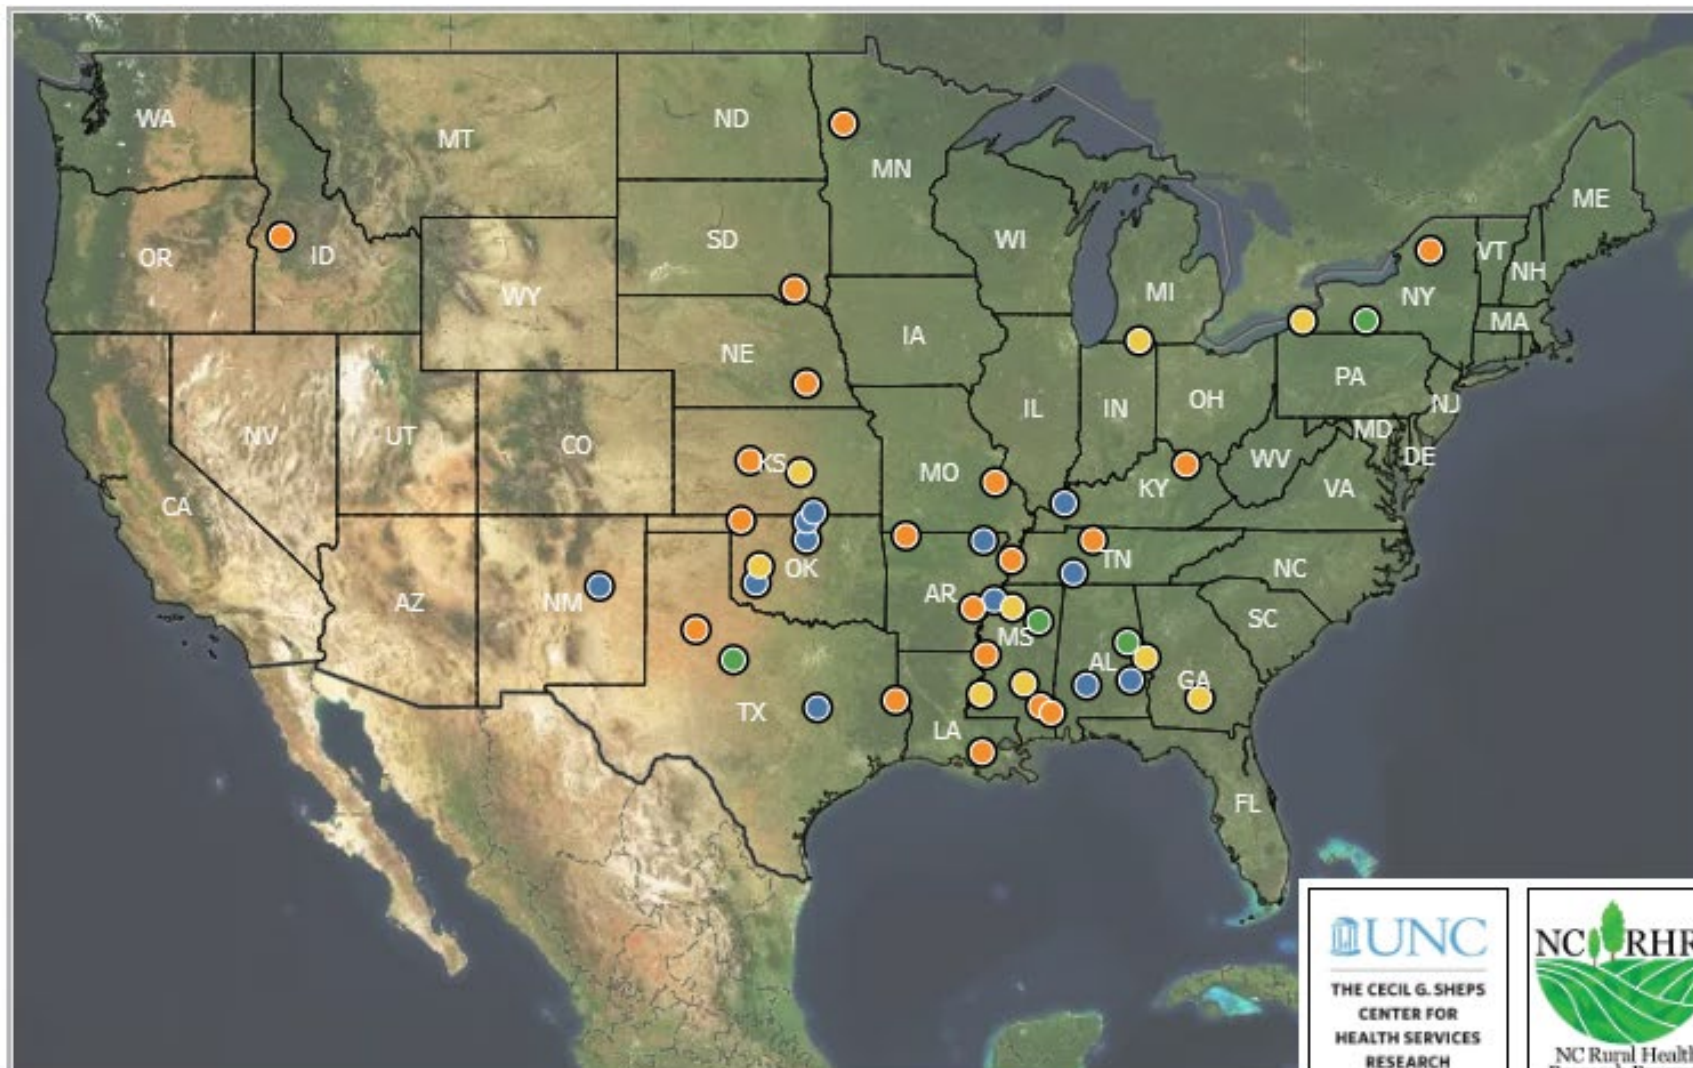 WA
MT
ND
MN
ME
OR
ID
SD
WI
VT
NH
WY
MI
NY
MA
NE
IA
PA
NV
UT
CO
IL
IN
OH
NJ
MD
DE
CA
KS
MO
WV
KY
VA
AZ
NM
OK
AR
TN
NC
MS
SC
AL
GA
TX
LA
FL
UNC
THE CECIL G. SHEPS
CENTER FOR
HEALTH SERVICES
RESEARCH
NC RHR
NC Rural Health